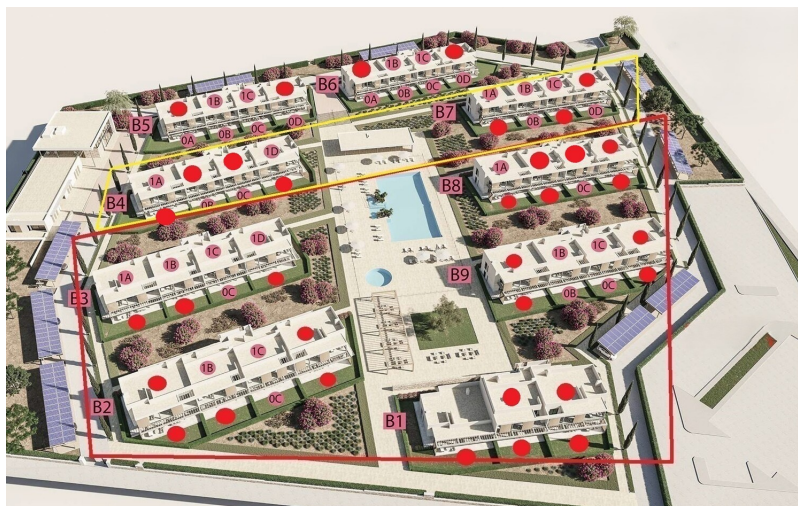 B6 1B 1C
0A 0B 0C 0D
B5 1B 1C
0A 0B 0C 0D
B7 1A 1B 1C
0B 0D
B4 1A 1D
0B 0C
B8 1A
0C
B3 1A 1B 1C 1D
0C
B9 1B 1C
0B 0C
B2 1B 1C
0C
B1